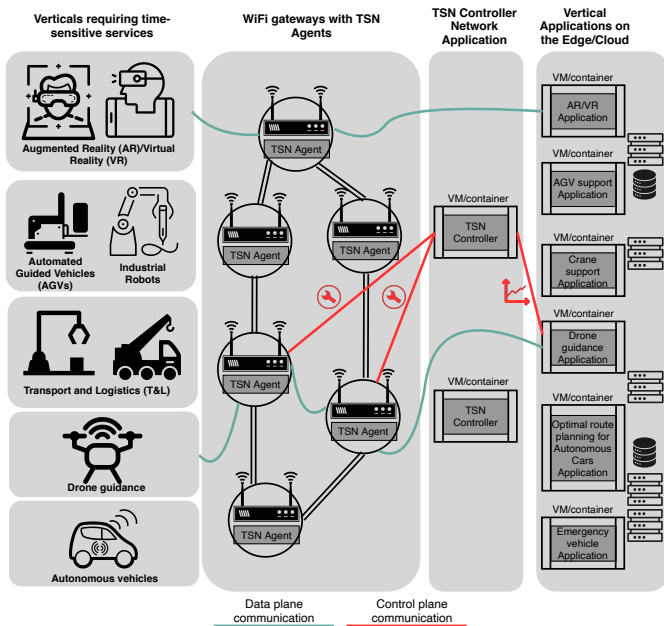 Verticals requiring time-
sensitive services
WiFi gateways with TSN
Agents
TSN Controller
Network
Application
Vertical
Applications on
the Edge/Cloud
Augmented Reality (AR)/Virtual
Reality (VR)
Automated
Guided Vehicles
(AGVs)
Industrial
Robots
Transport and Logistics (T&L)
Drone guidance
Autonomous vehicles
TSN Agent
TSN Agent
TSN Agent
TSN Agent
TSN Agent
TSN Agent
VM/container
TSN
Controller
VM/container
TSN
Controller
VM/container
AR/VR
Application
VM/container
AGV support
Application
VM/container
Crane
support
Application
VM/container
Drone
guidance
Application
VM/container
Optimal route
planning for
Autonomous
Cars
Application
VM/container
Emergency
vehicle
Application
Data plane
communication
Control plane
communication